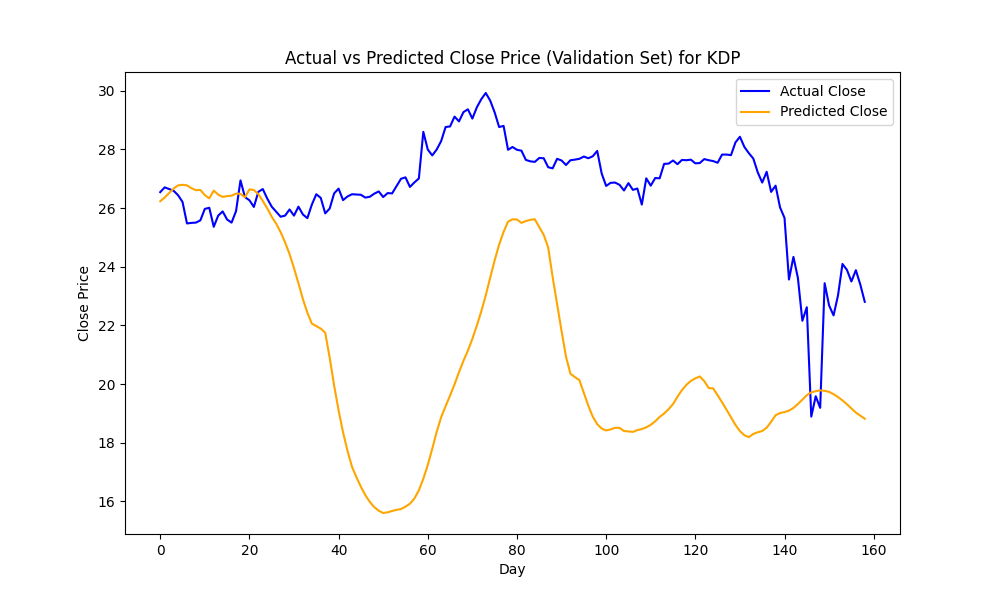 Actual vs Predicted Close Price (Validation Set) for KDP
Actual Close
Predicted Close
Close Price
30
28
26
24
22
20
18
16
0 20 40 60 80 100 120 140 160
Day